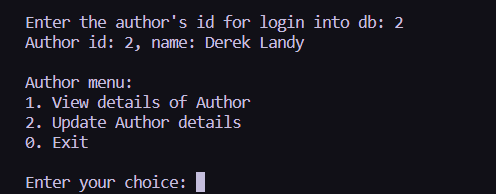 Enter the author's id for login into db: 2
Author id: 2, name: Derek Landy
Author menu:
1. View details of Author
2. Update Author details
0. Exit
Enter your choice: